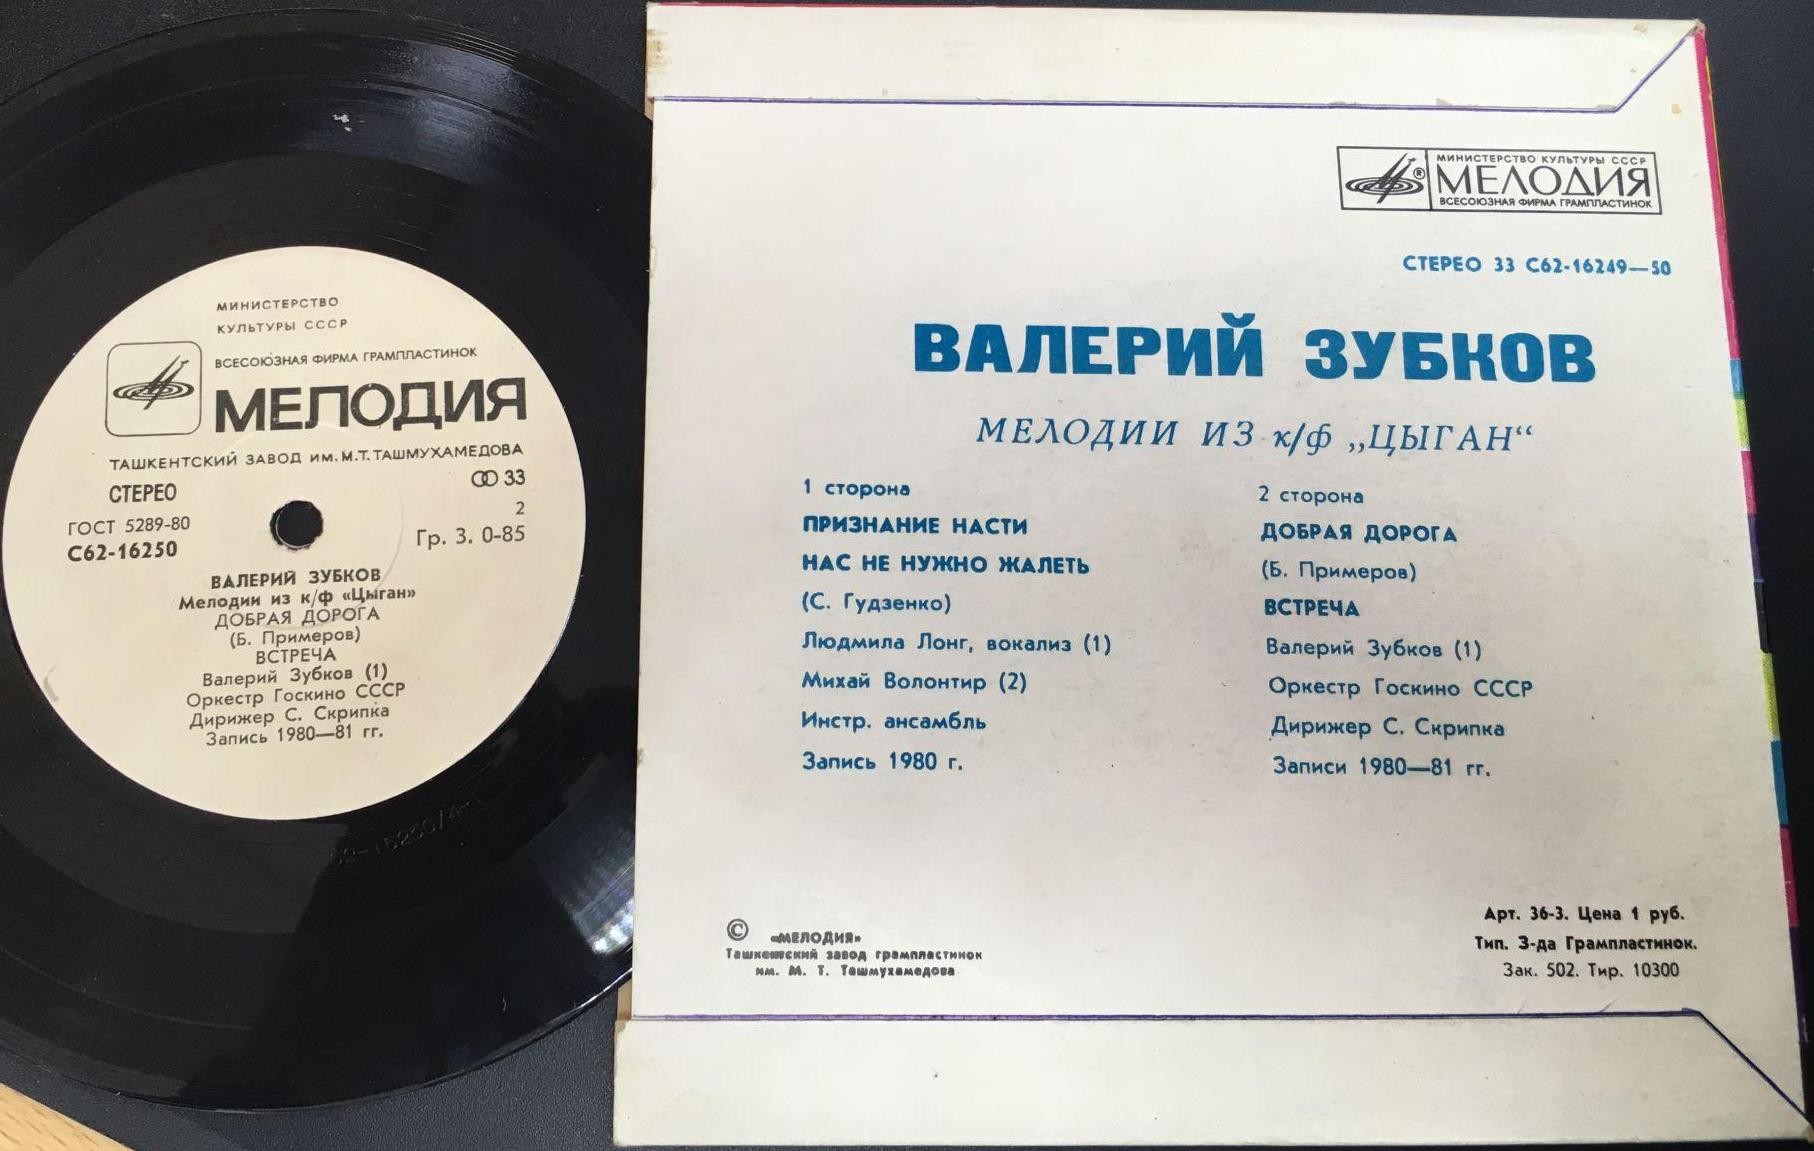 МИНИСТЕРСТВО
КУЛЬТУРЫ СССР
ВСЕСОЮЗНАЯ ФИРМА ГРАМПЛАСТИНОК
МЕЛОДИЯ
ТАШКЕНТСКИЙ ЗАВОД ИМ. М.Т. ТАШМУХАМЕДОВА
СТЕРЕО
33
ГОСТ 5289-80
2
С62-16250
Гр. 3. 0-85
ВАЛЕРИЙ ЗУБКОВ
Мелодии из к/ф «Цыган»
ДОБРАЯ ДОРОГА
(Б. Примеров)
ВСТРЕЧА
Валерий Зубков (1)
Оркестр Госкино СССР
Дирижер С. Скрипка
Запись 1980—81 гг.
МИНИСТЕРСТВО КУЛЬТУРЫ СССР
МЕЛОДИЯ
ВСЕСОЮЗНАЯ ФИРМА ГРАМПЛАСТИНОК
СТЕРЕО 33 С62-16249—50
ВАЛЕРИЙ ЗУБКОВ
МЕЛОДИИ ИЗ к/ф „ЦЫГАН“
1 сторона
ПРИЗНАНИЕ НАСТИ
НАС НЕ НУЖНО ЖАЛЕТЬ
(С. Гудзенко)
Людмила Лонг, вокализ (1)
Михай Волонтир (2)
Инстр. ансамбль
Запись 1980 г.
2 сторона
ДОБРАЯ ДОРОГА
(Б. Примеров)
ВСТРЕЧА
Валерий Зубков (1)
Оркестр Госкино СССР
Дирижер С. Скрипка
Записи 1980—81 гг.
© «МЕЛОДИЯ»
Ташкентский завод грампластинок
им. М. Т. Ташмухамедова
Арт. 36-3. Цена 1 руб.
Тип. З-да Грампластинок.
Зак. 502. Тир. 10300